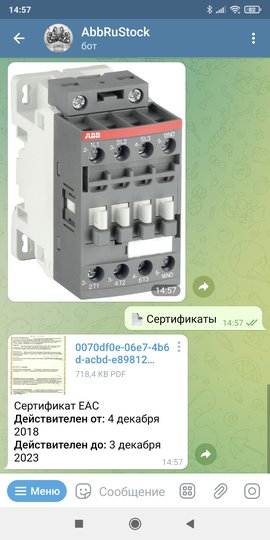 14:57
82
AbbRuStock
бот
ABB
1L1 3L2 5L3 13NO
2T1 4T2 6T3 14NO
14:57
Сертификаты
14:57
0070df0e-06e7-4b6
d-acbd-e89812...
718,4 KB PDF
Сертификат ЕАС
Действителен от: 4 декабря
2018
Действителен до: 3 декабря
2023
14:57
Меню
Сообщение